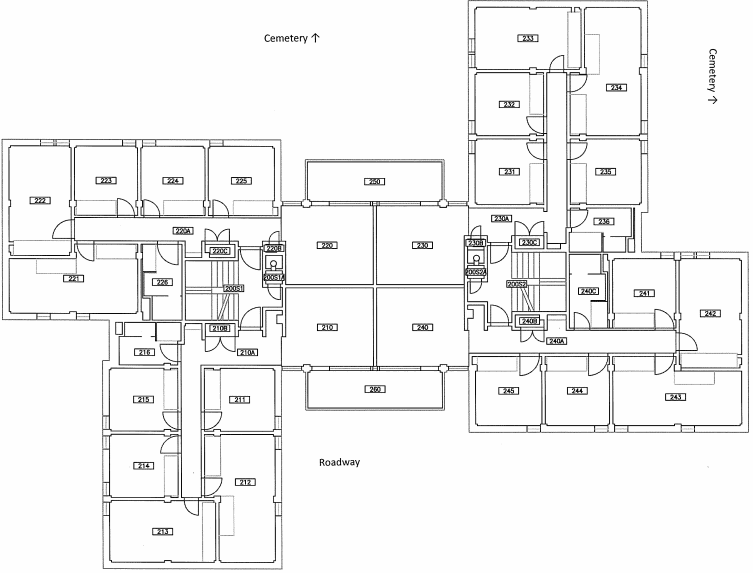 Cemetery ↑
233
Cemetery ↑
234
232
231
235
250
222
223
224
225
220A
230A
236
220
230
220B
220C
230B
230C
221
226
200S1A
200S2A
200S1
200S2
240C
241
242
210
240
210B
240B
216
210A
240A
260
245
244
243
215
211
214
212
213
Roadway